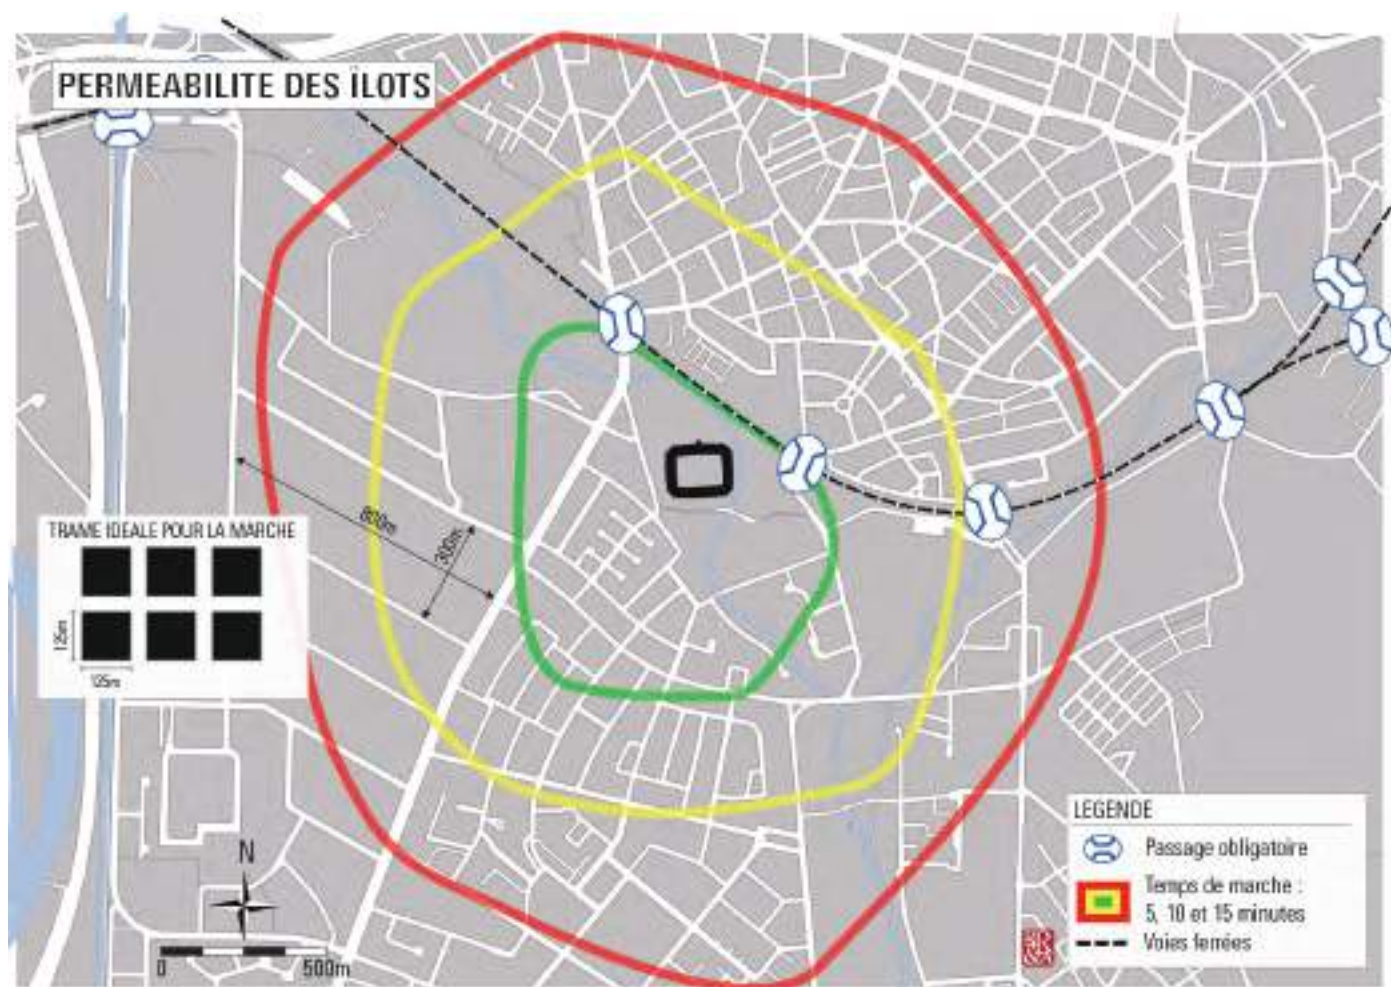 PERMEABILITE DES ÎLOTS
TRAME IDEALE POUR LA MARCHE
125m
125m
600m
300m
N
0 500m
LEGENDE
Passage obligatoire
Temps de marche :
5, 10 et 15 minutes
Voies ferrées